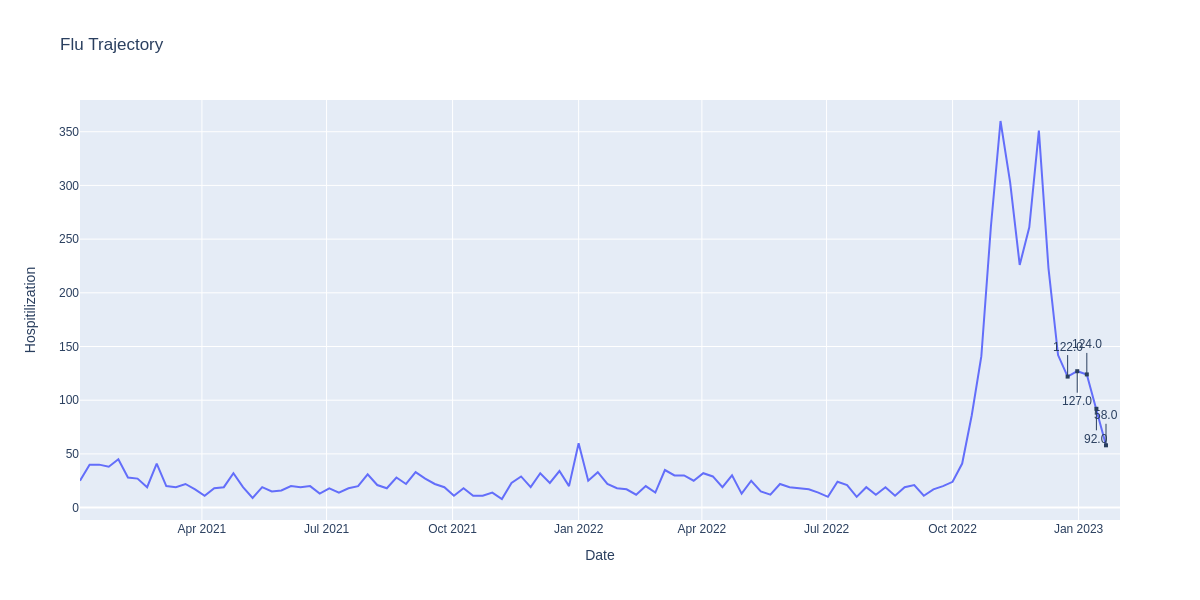 Flu Trajectory
Hospitilization
350
300
250
200
150
100
50
0
122.0
124.0
127.0
58.0
92.0
Apr 2021
Jul 2021
Oct 2021
Jan 2022
Apr 2022
Jul 2022
Oct 2022
Jan 2023
Date